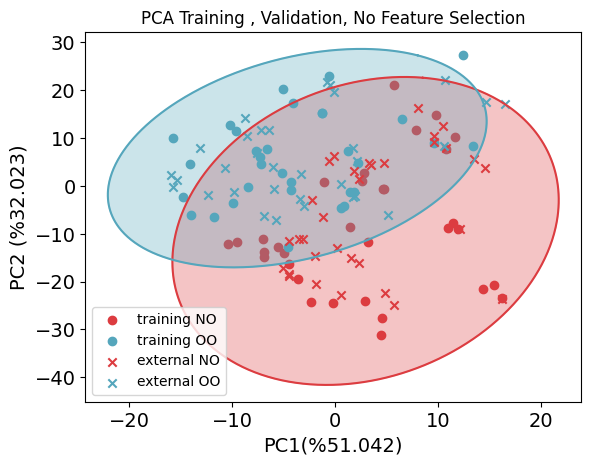 PCA Training , Validation, No Feature Selection
PC2 (%32.023)
30
20
10
0
−10
−20
−30
−40
training NO
training OO
external NO
external OO
−20
−10
0
10
20
PC1(%51.042)